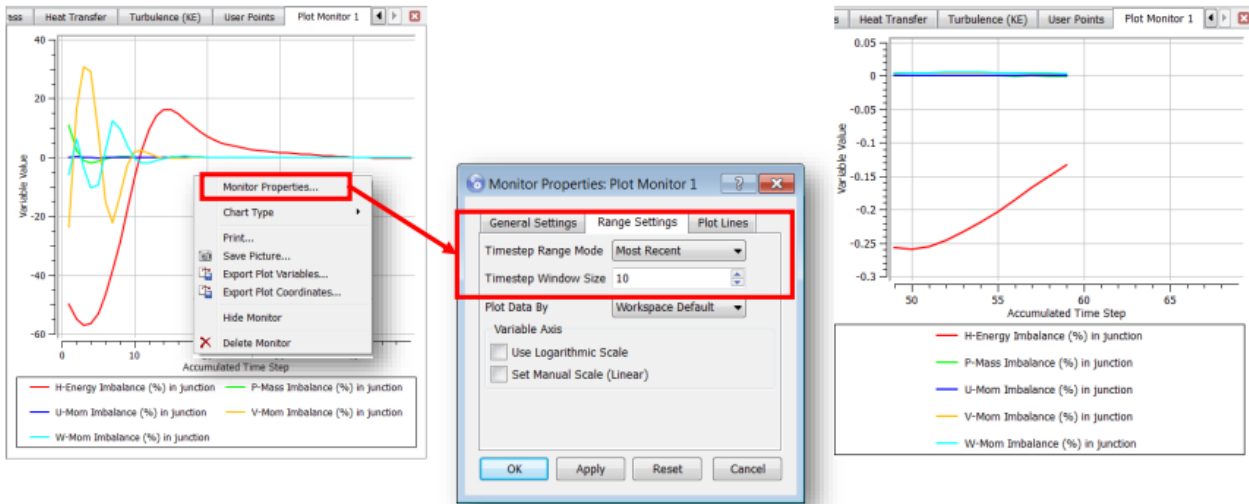 ass Heat Transfer Turbulence (KE) User Points Plot Monitor 1
40
20
0
-20
-40
-60
Variable Value
0 10
Accumulated Time Step
Monitor Properties...
Chart Type
Print...
Save Picture...
Export Plot Variables...
Export Plot Coordinates...
Hide Monitor
Delete Monitor
H-Energy Imbalance (%) in junction P-Mass Imbalance (%) in junction
U-Mom Imbalance (%) in junction V-Mom Imbalance (%) in junction
W-Mom Imbalance (%) in junction
Monitor Properties: Plot Monitor 1
General Settings Range Settings Plot Lines
Timestep Range Mode Most Recent
Timestep Window Size 10
Plot Data By Workspace Default
Variable Axis
Use Logarithmic Scale
Set Manual Scale (Linear)
OK Apply Reset Cancel
s Heat Transfer Turbulence (KE) User Points Plot Monitor 1
0.05
0
-0.05
-0.1
-0.15
-0.2
-0.25
-0.3
Variable Value
50 55 60 65
Accumulated Time Step
H-Energy Imbalance (%) in junction
P-Mass Imbalance (%) in junction
U-Mom Imbalance (%) in junction
V-Mom Imbalance (%) in junction
W-Mom Imbalance (%) in junction